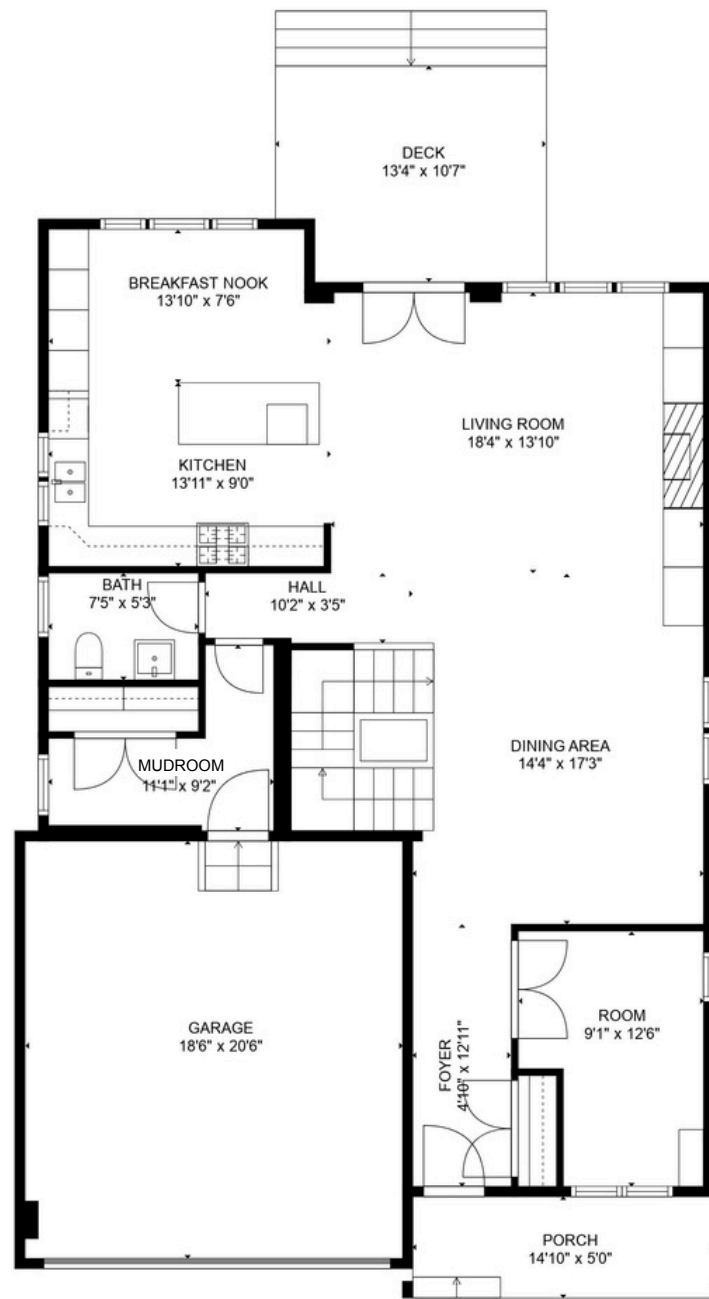 DECK
13'4" x 10'7"
BREAKFAST NOOK
13'10" x 7'6"
LIVING ROOM
18'4" x 13'10"
KITCHEN
13'11" x 9'0"
BATH
7'5" x 5'3"
HALL
10'2" x 3'5"
MUDROOM
11'1" x 9'2"
DINING AREA
14'4" x 17'3"
GARAGE
18'6" x 20'6"
FOYER
4'10" x 12'11"
ROOM
9'1" x 12'6"
PORCH
14'10" x 5'0"